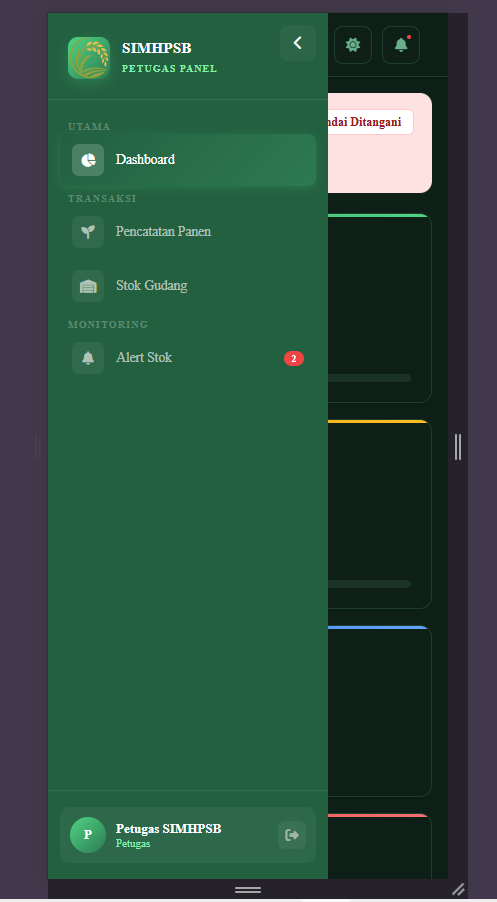 SIMHPSB
PETUGAS PANEL
ndai Ditangani
UTAMA
Dashboard
TRANSAKSI
Pencatatan Panen
Stok Gudang
MONITORING
Alert Stok
2
P
Petugas SIMHPSB
Petugas